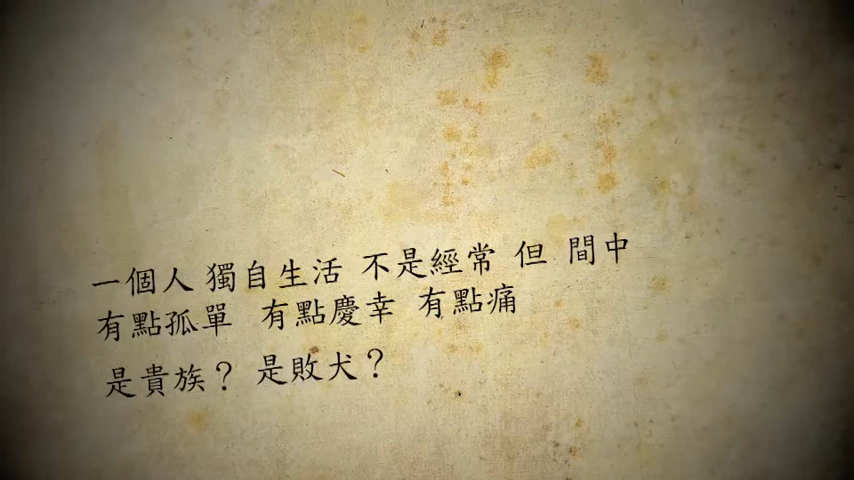 一個人 獨自生活 不是經常 但 間中
有點孤單 有點慶幸 有點痛
是貴族？ 是敗犬？